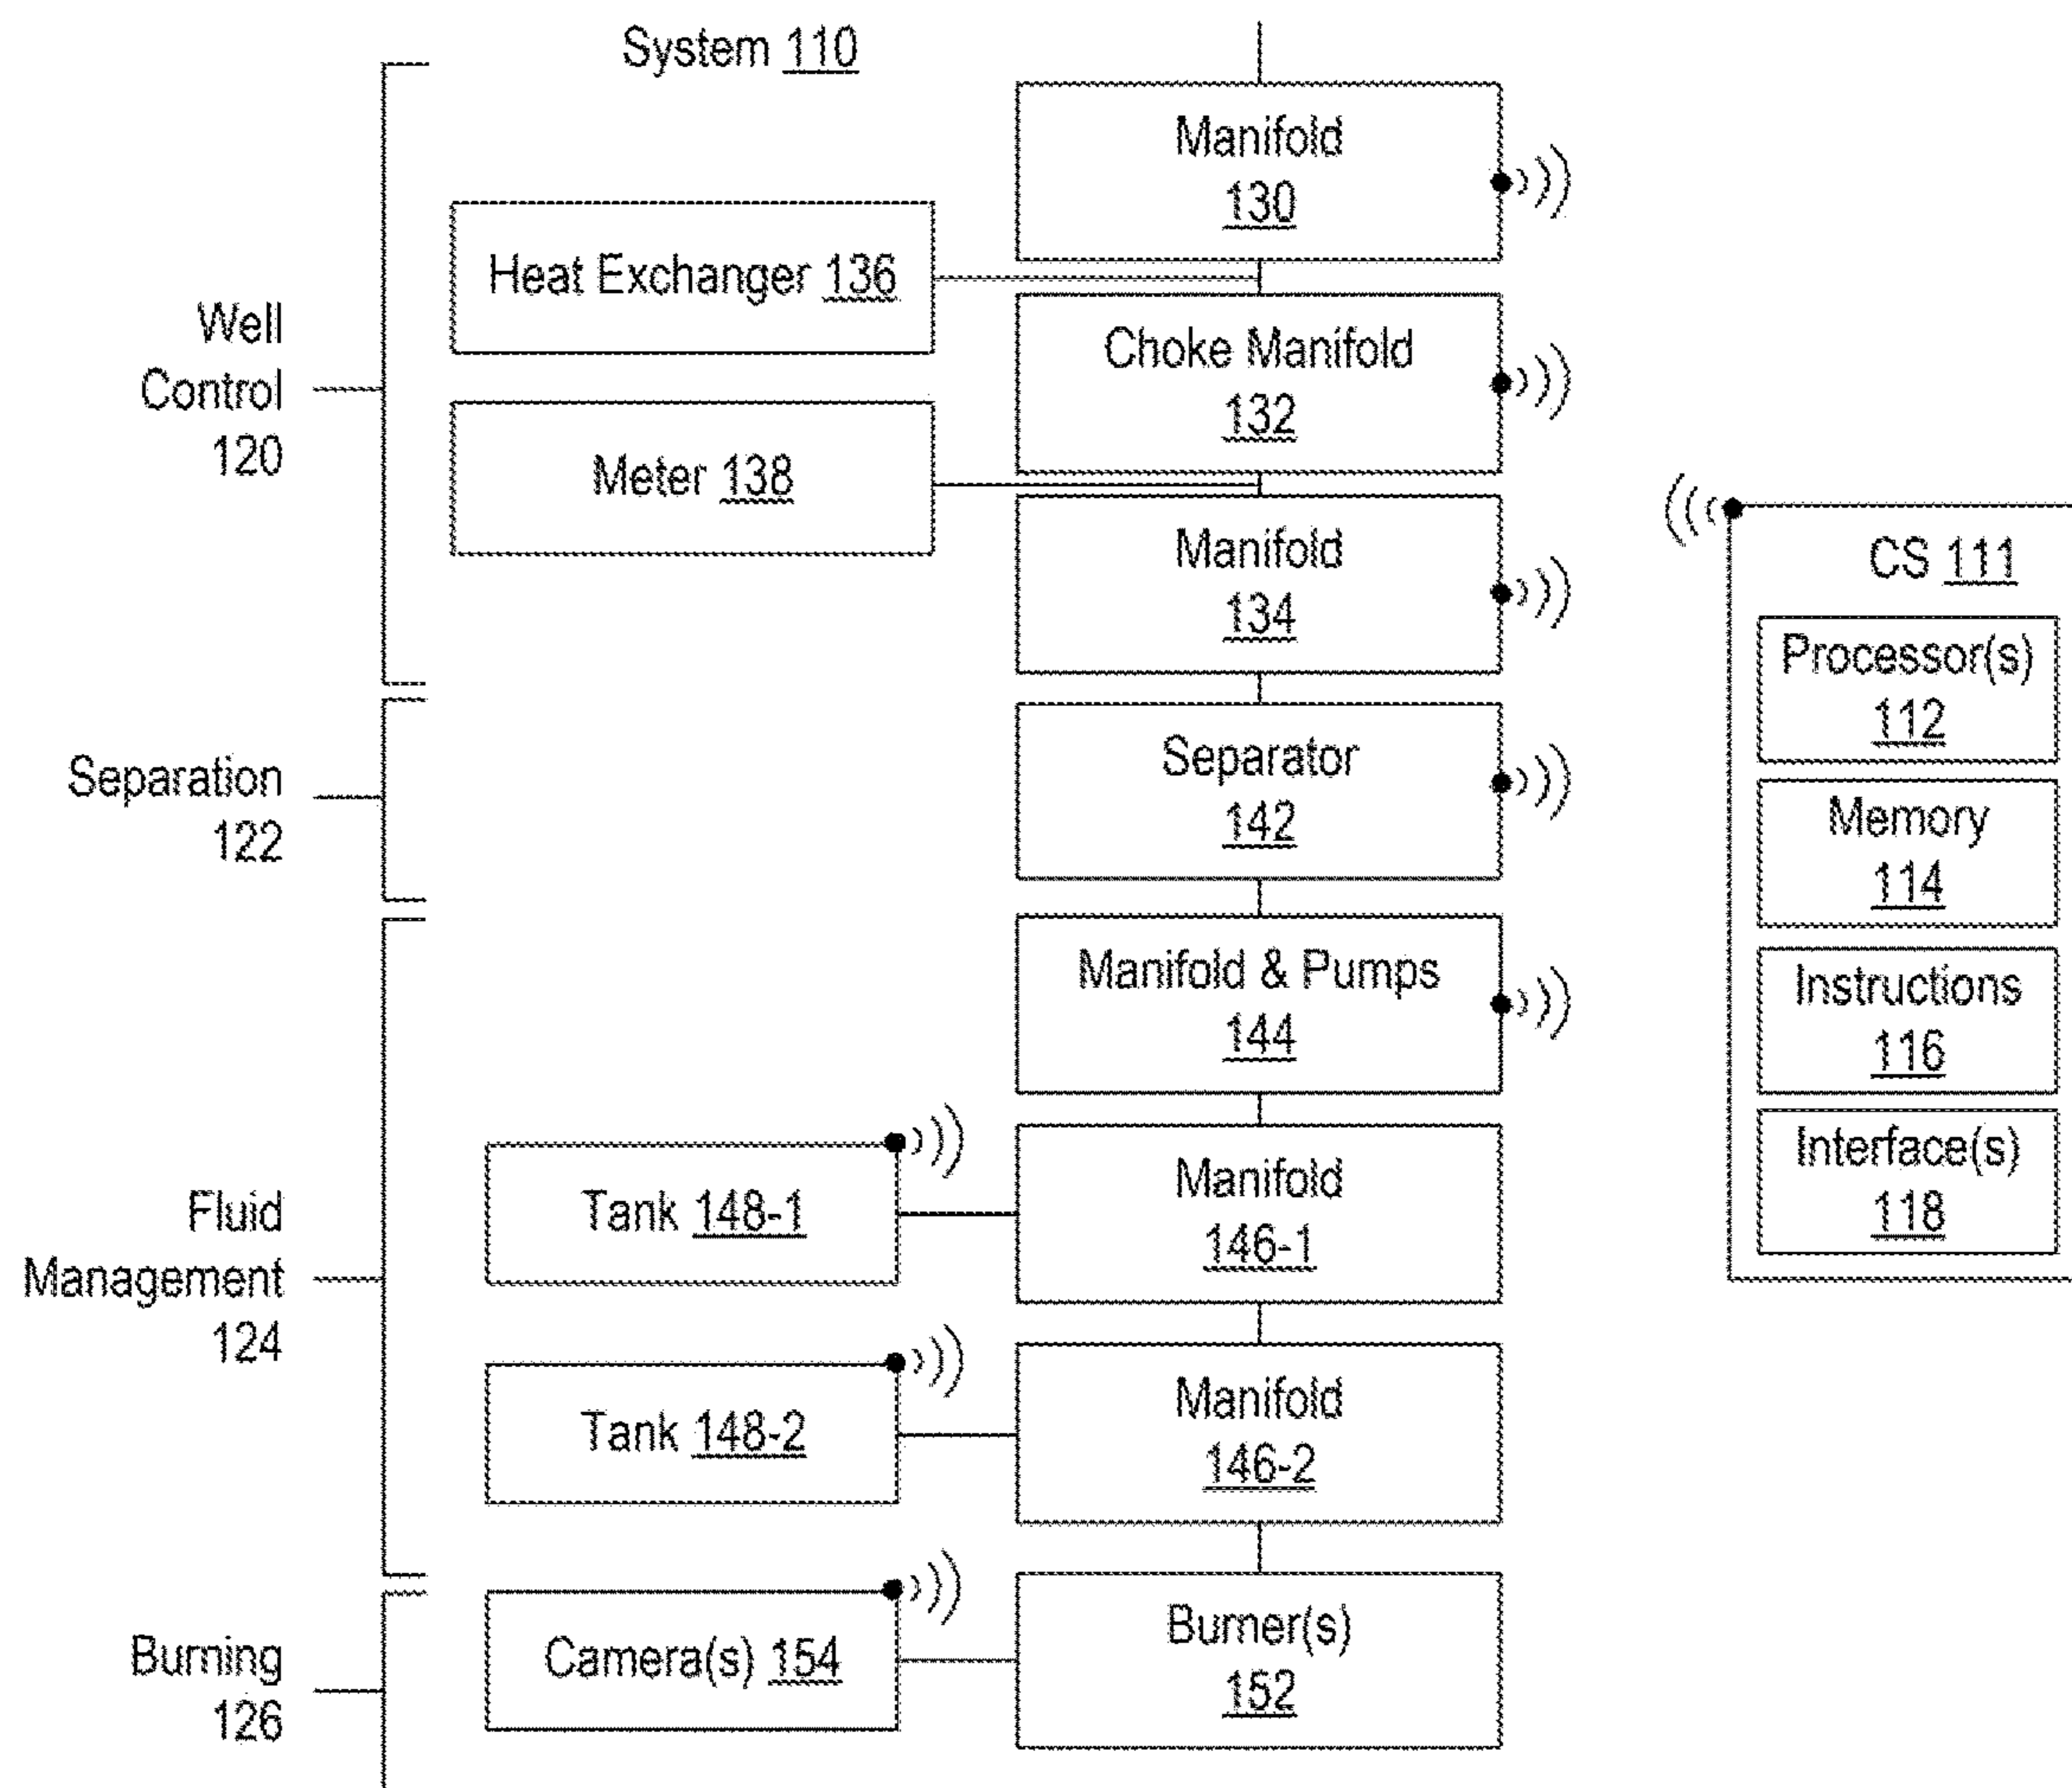 System 110
Well
Control
120
Separation
122
Fluid
Management
124
Burning
126
Manifold
130
Heat Exchanger 136
Choke Manifold
132
Meter 138
Manifold
134
Separator
142
Manifold & Pumps
144
Tank 148-1
Manifold
146-1
Tank 148-2
Manifold
146-2
Camera(s) 154
Burner(s)
152
CS 111
Processor(s)
112
Memory
114
Instructions
116
Interface(s)
118